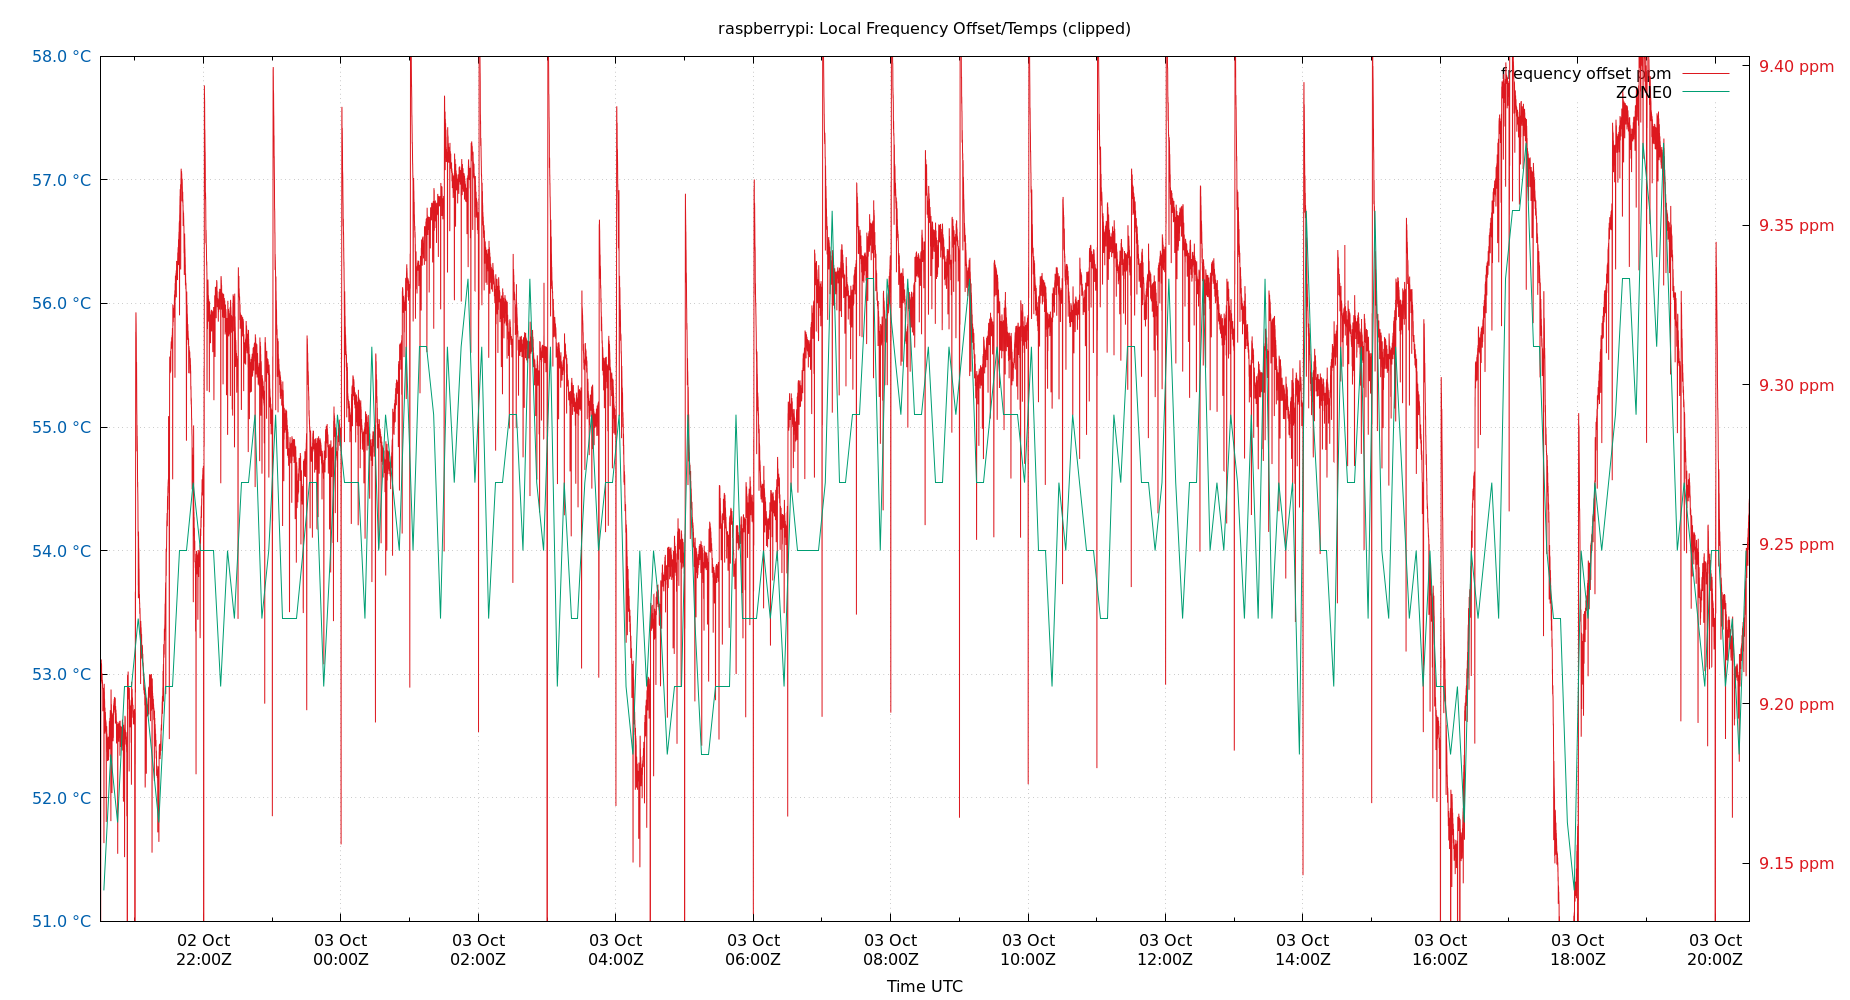 raspberrypi: Local Frequency Offset/Temps (clipped)
58.0 °C
57.0 °C
56.0 °C
55.0 °C
54.0 °C
53.0 °C
52.0 °C
51.0 °C
frequency offset ppm
ZONE0
9.40 ppm
9.35 ppm
9.30 ppm
9.25 ppm
9.20 ppm
9.15 ppm
02 Oct 03 Oct 03 Oct 03 Oct 03 Oct 03 Oct 03 Oct 03 Oct 03 Oct 03 Oct 03 Oct 03 Oct
22:00Z 00:00Z 02:00Z 04:00Z 06:00Z 08:00Z 10:00Z 12:00Z 14:00Z 16:00Z 18:00Z 20:00Z
Time UTC